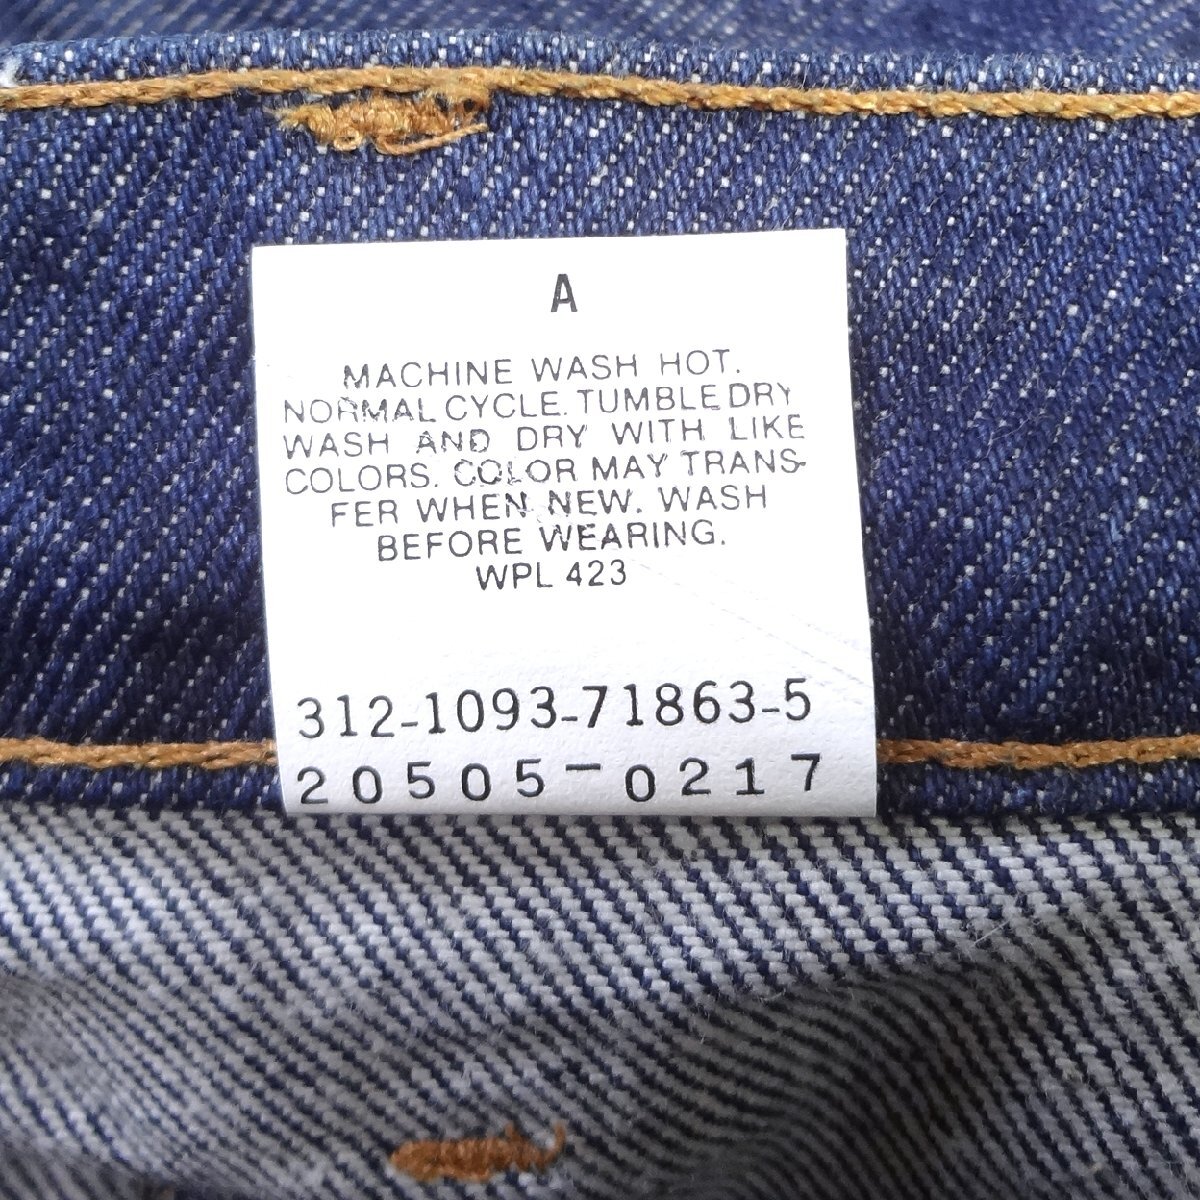 A
MACHINE WASH HOT.
NORMAL CYCLE. TUMBLE DRY
WASH AND DRY WITH LIKE
COLORS. COLOR MAY TRANS-
FER WHEN NEW. WASH
BEFORE WEARING.
WPL 423
312-1093-71863-5
20505-0217